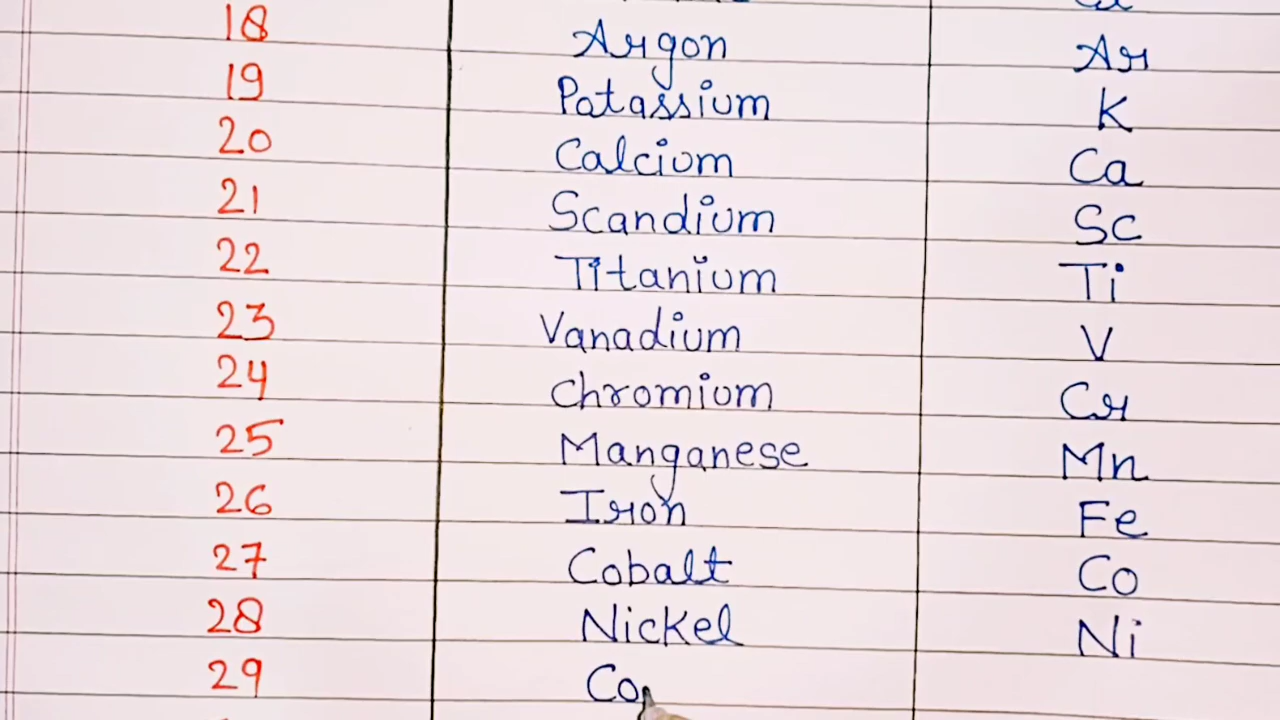 18 Argon Ar
19 Patassium K
20 Calcium Ca
21 Scandium Sc
22 Titanium Ti
23 Vanadium V
24 Chromium Cr
25 Manganese Mn
26 Iron Fe
27 Cobalt Co
28 Nickel Ni
29 Co